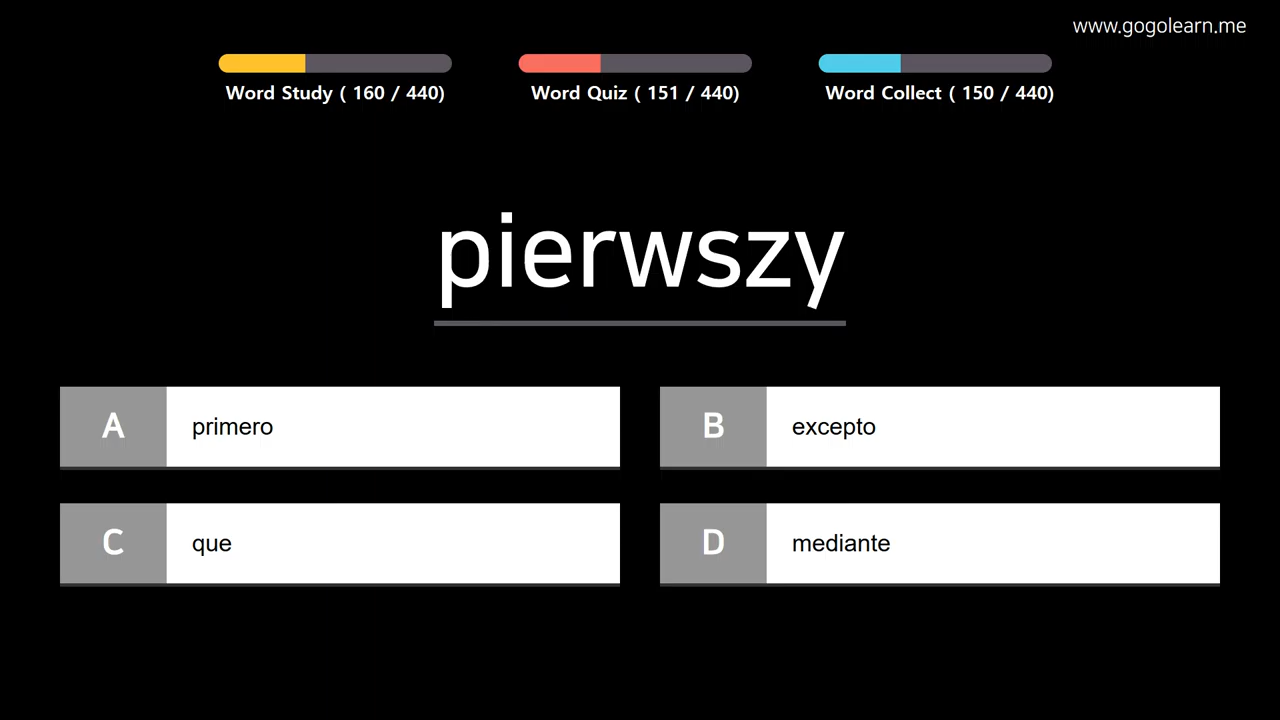 www.gogolearn.me
Word Study ( 160 / 440)
Word Quiz ( 151 / 440)
Word Collect ( 150 / 440)
pierwszy
A primero
B excepto
C que
D mediante